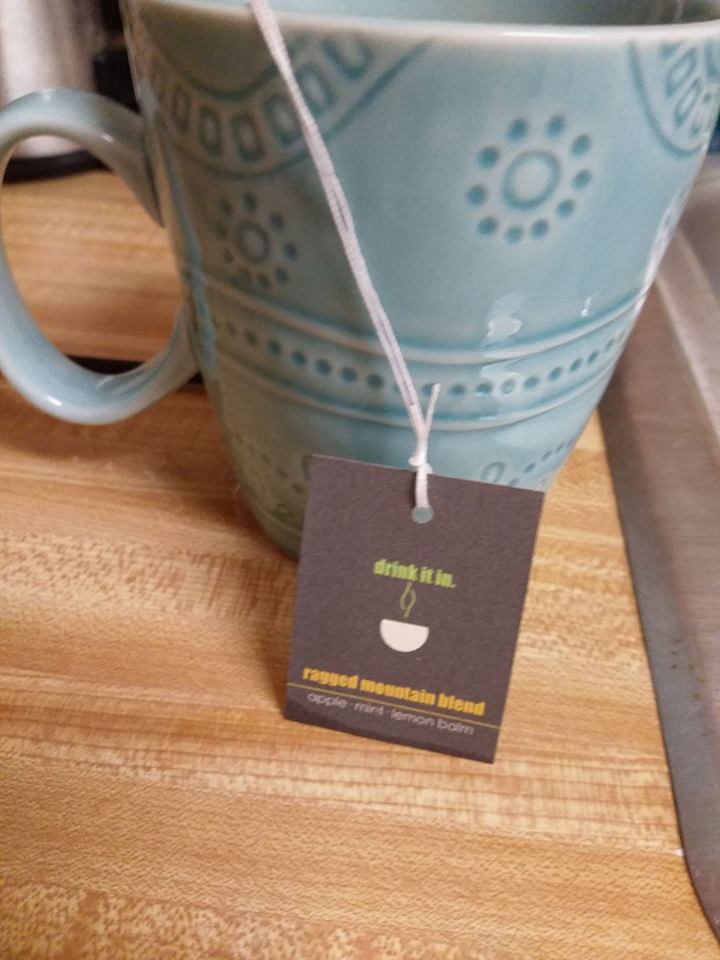 drink it in.
ragged mountain blend
apple · mint · lemon balm